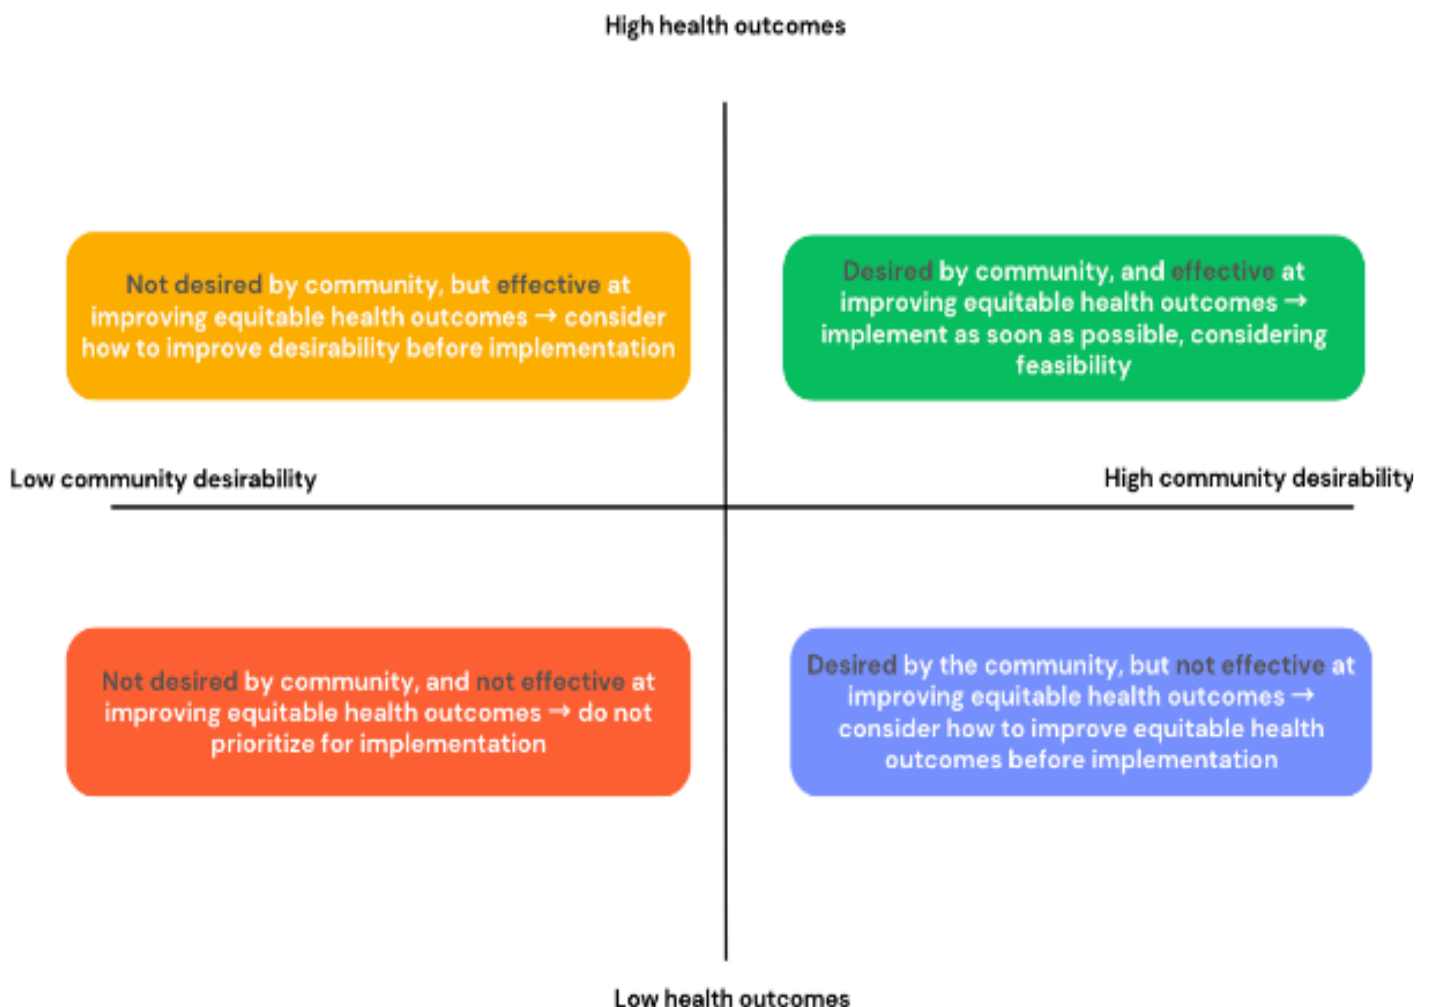 High health outcomes
Not desired by community, but effective at
improving equitable health outcomes → consider
how to improve desirability before implementation
Desired by community, and effective at
improving equitable health outcomes →
implement as soon as possible, considering
feasibility
Low community desirability
High community desirability
Not desired by community, and not effective at
improving equitable health outcomes → do not
prioritize for implementation
Desired by the community, but not effective at
improving equitable health outcomes →
consider how to improve equitable health
outcomes before implementation
Low health outcomes